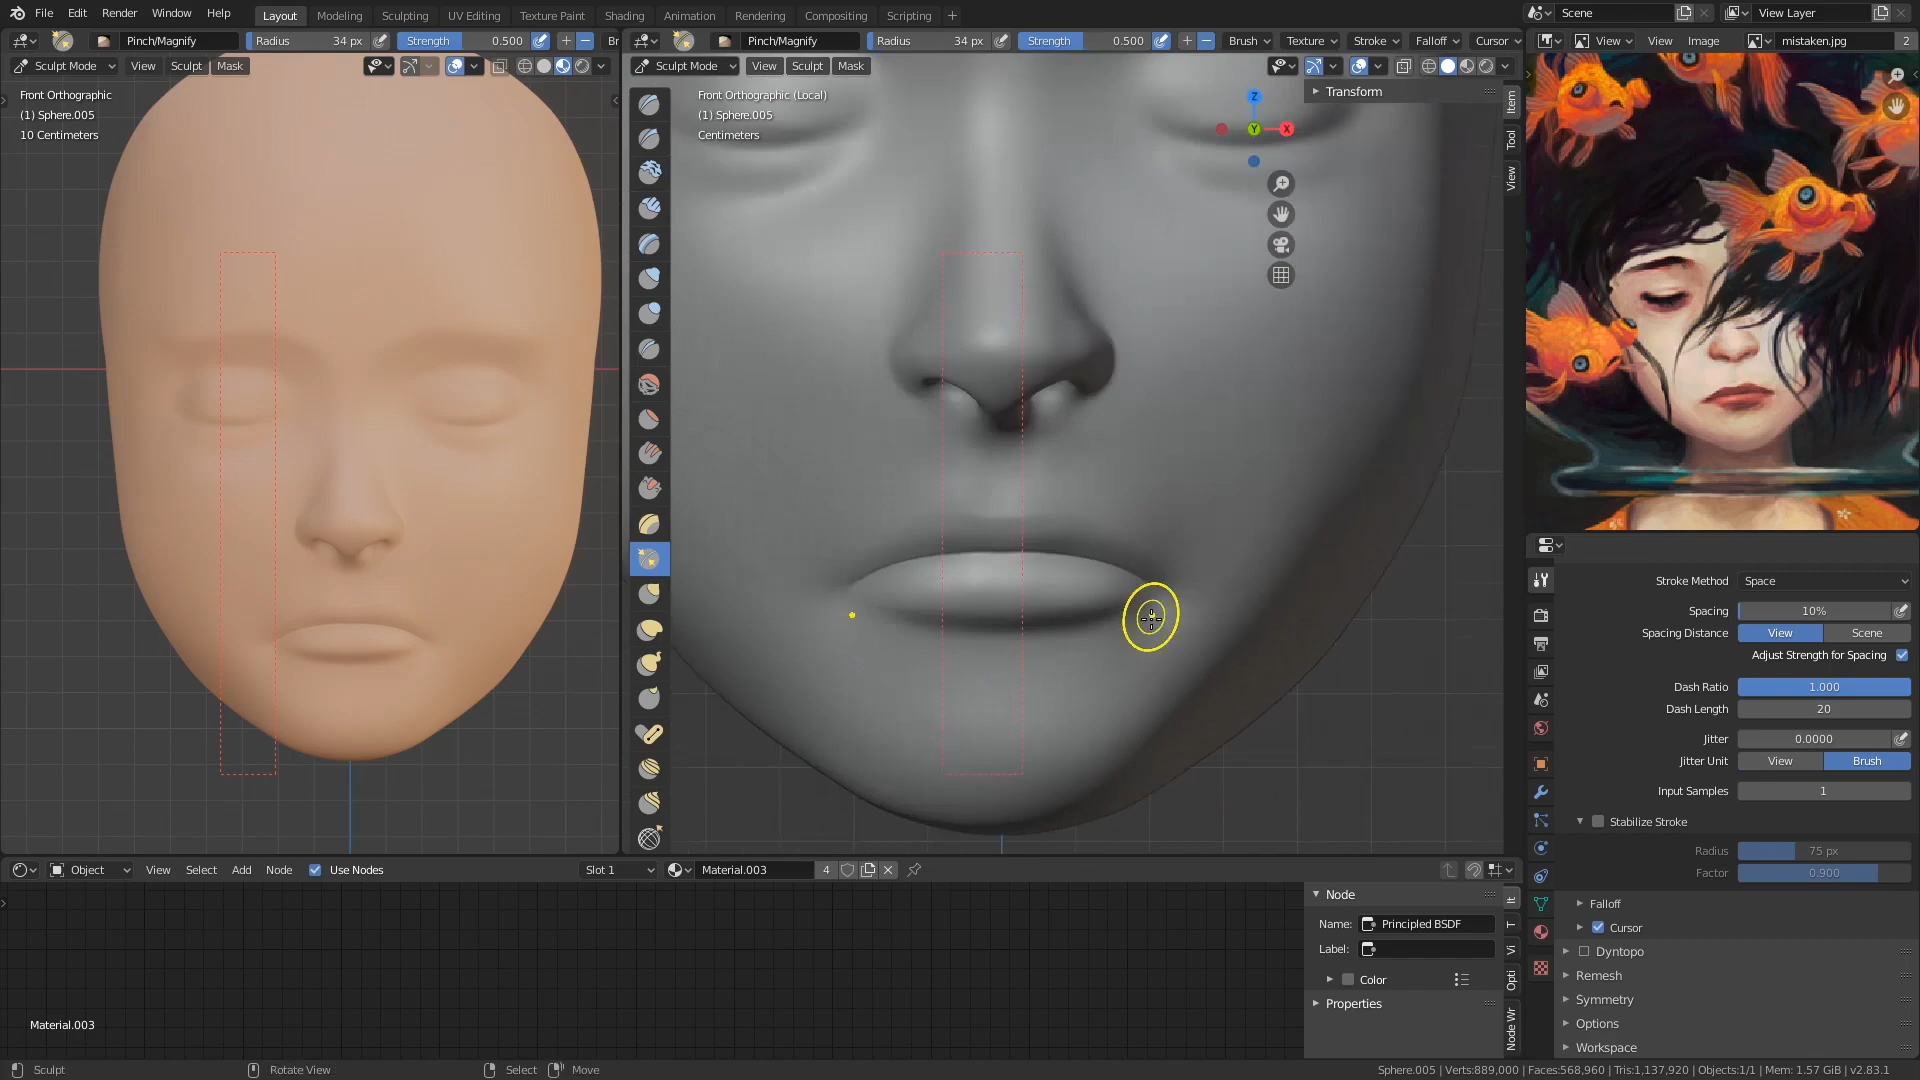 File Edit Render Window Help Layout Modeling Sculpting UV Editing Texture Paint Shading Animation Rendering Compositing Scripting + Scene View Layer
Pinch/Magnify Radius 34 px Strength 0.500 Br Pinch/Magnify Radius 34 px Strength 0.500 Brush Texture Stroke Falloff Cursor View View Image mistaken.jpg 2
Sculpt Mode View Sculpt Mask Sculpt Mode View Sculpt Mask
Front Orthographic
(1) Sphere.005
10 Centimeters
Front Orthographic (Local)
(1) Sphere.005
Centimeters
Z
Y
X
Transform
Item
Tool
View
Stroke Method Space
Spacing 10%
Spacing Distance View Scene
Adjust Strength for Spacing
Dash Ratio 1.000
Dash Length 20
Jitter 0.0000
Jitter Unit View Brush
Input Samples 1
Stabilize Stroke
Radius 75 px
Factor 0.900
Falloff
Cursor
Dyntopo
Remesh
Symmetry
Options
Workspace
Object View Select Add Node Use Nodes Slot 1 Material.003 4
Node
Name: Principled BSDF
Label:
Color
Properties
It
T
Vi
Opti
Node Wr
Material.003
Sculpt Rotate View Select Move Sphere.005 | Verts:889,000 | Faces:568,960 | Tris:1,137,920 | Objects:1/1 | Mem: 1.57 GiB | v2.83.1